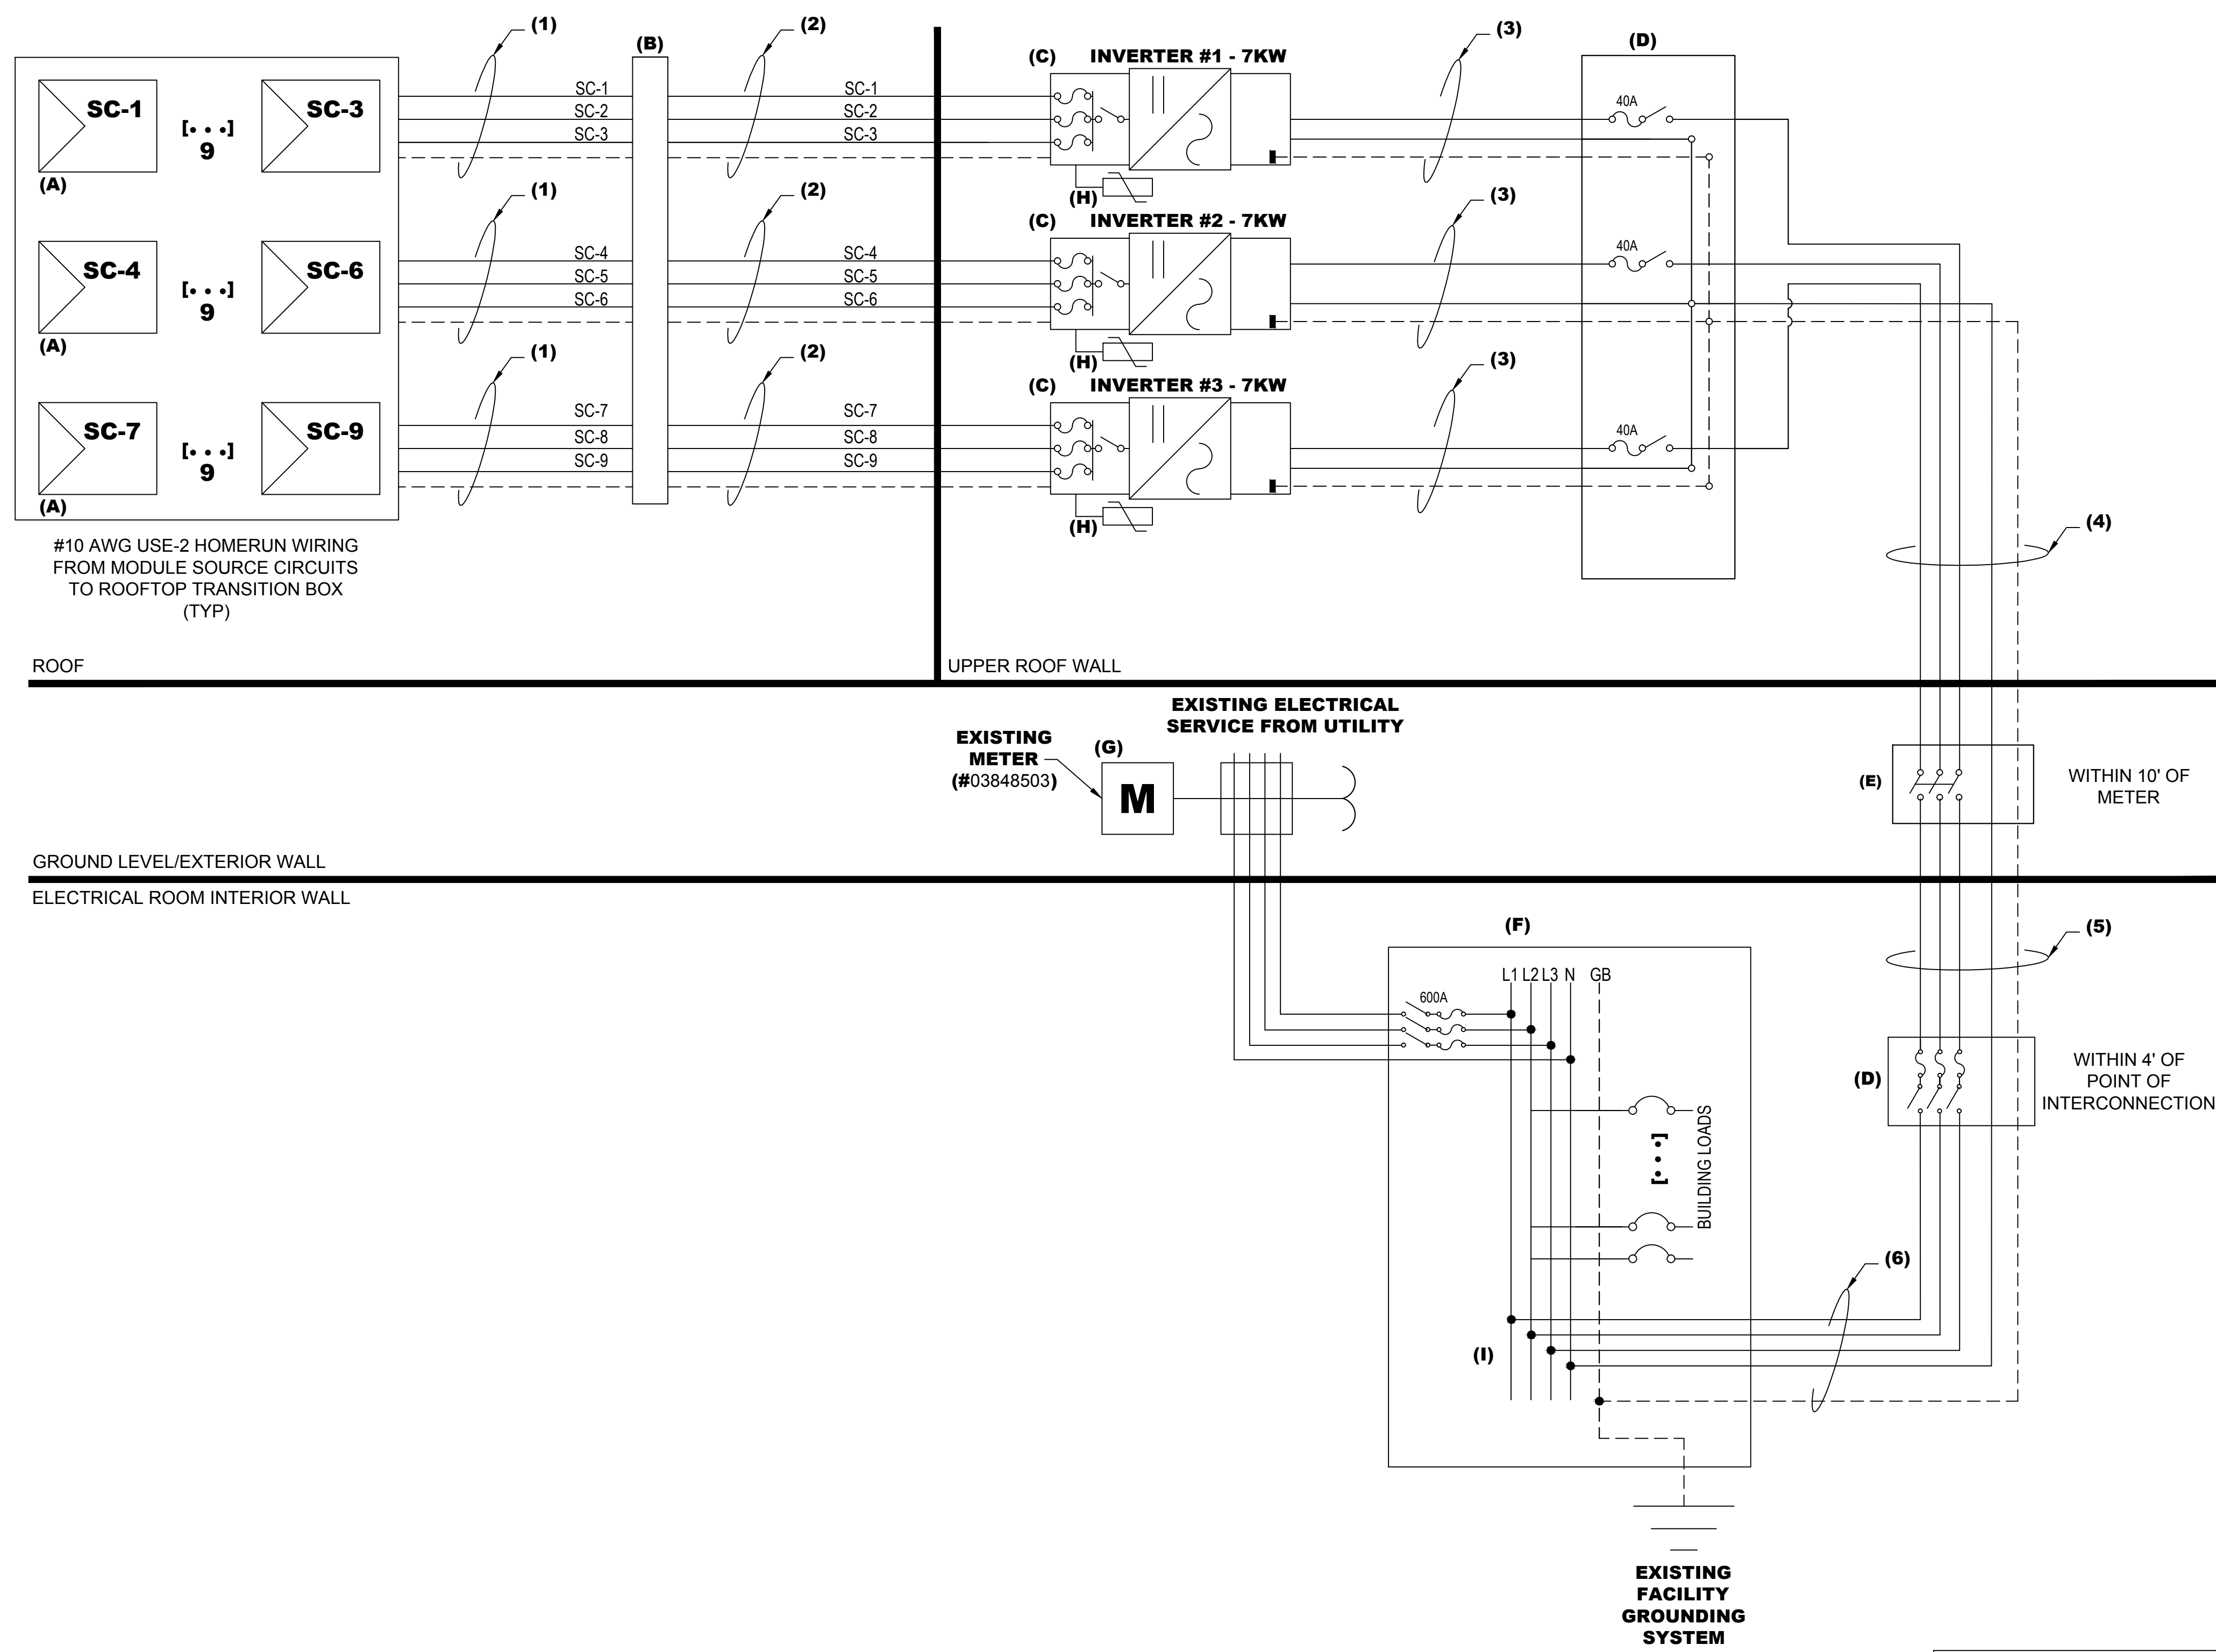 (1)
(2)
(3)
(B)
(D)
(C) INVERTER #1 - 7KW
SC-1
[• • •]
9
SC-3
(A)
SC-1
SC-2
SC-3
SC-1
SC-2
SC-3
40A
(H)
(1)
(2)
(3)
(C) INVERTER #2 - 7KW
SC-4
[• • •]
9
SC-6
(A)
SC-4
SC-5
SC-6
SC-4
SC-5
SC-6
40A
(H)
(1)
(2)
(3)
(C) INVERTER #3 - 7KW
SC-7
[• • •]
9
SC-9
(A)
SC-7
SC-8
SC-9
SC-7
SC-8
SC-9
40A
(H)
#10 AWG USE-2 HOMERUN WIRING
FROM MODULE SOURCE CIRCUITS
TO ROOFTOP TRANSITION BOX
(TYP)
(4)
ROOF
UPPER ROOF WALL
EXISTING ELECTRICAL
SERVICE FROM UTILITY
EXISTING
METER
(#03848503)
(G)
M
(E)
WITHIN 10' OF
METER
GROUND LEVEL/EXTERIOR WALL
ELECTRICAL ROOM INTERIOR WALL
(F)
(5)
L1 L2 L3 N GB
600A
(D)
WITHIN 4' OF
POINT OF
INTERCONNECTION
[• • •]
BUILDING LOADS
(6)
(I)
EXISTING
FACILITY
GROUNDING
SYSTEM